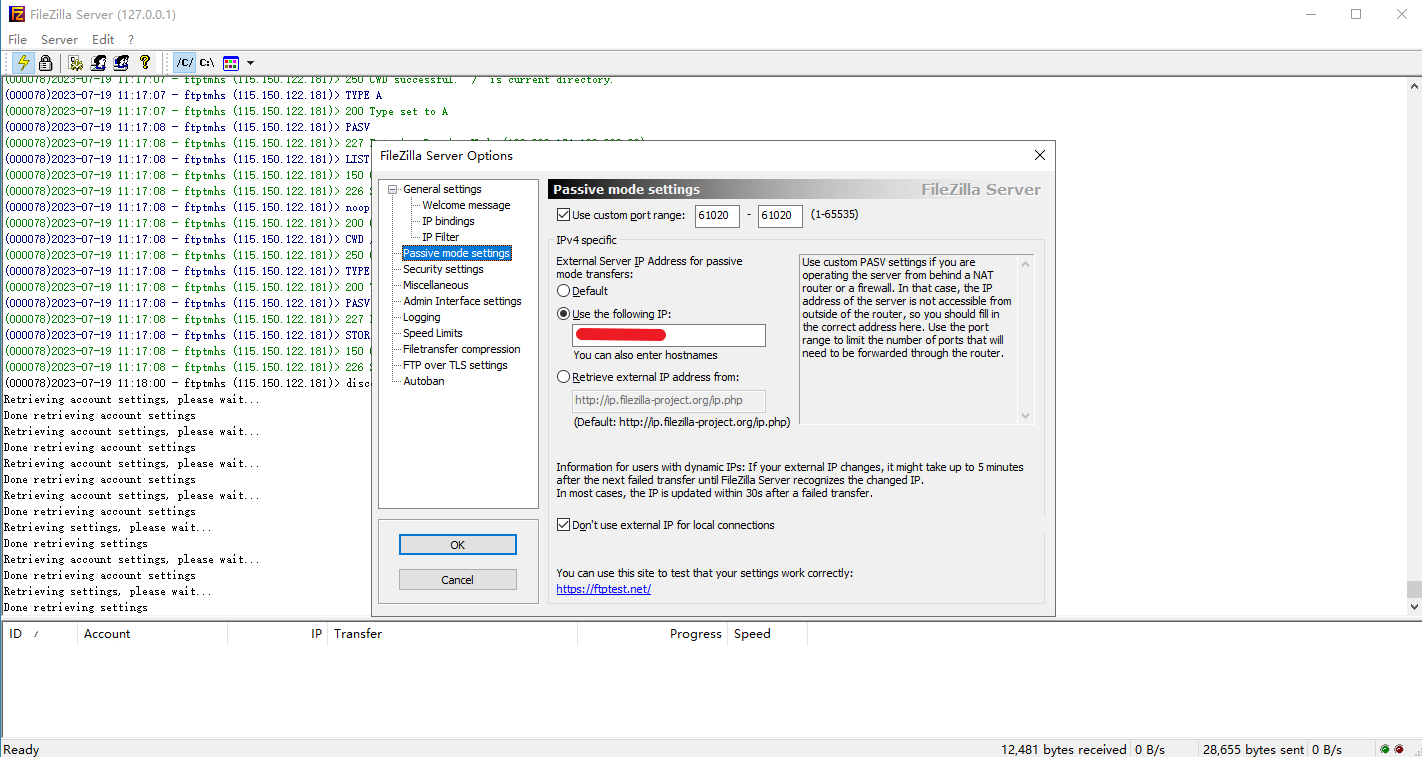 FileZilla Server (127.0.0.1)
File Server Edit ?
/C/ C:\
(000078)2023-07-19 11:17:07 - ftptmhs (115.150.122.181)> 250 CWD successful. "/" is current directory.
(000078)2023-07-19 11:17:07 - ftptmhs (115.150.122.181)> TYPE A
(000078)2023-07-19 11:17:07 - ftptmhs (115.150.122.181)> 200 Type set to A
(000078)2023-07-19 11:17:08 - ftptmhs (115.150.122.181)> PASV
(000078)2023-07-19 11:17:08 - ftptmhs (115.150.122.181)> 227
(000078)2023-07-19 11:17:08 - ftptmhs (115.150.122.181)> LIST
(000078)2023-07-19 11:17:08 - ftptmhs (115.150.122.181)> 150
(000078)2023-07-19 11:17:08 - ftptmhs (115.150.122.181)> 226
(000078)2023-07-19 11:17:08 - ftptmhs (115.150.122.181)> noop
(000078)2023-07-19 11:17:08 - ftptmhs (115.150.122.181)> 200
(000078)2023-07-19 11:17:08 - ftptmhs (115.150.122.181)> CWD
(000078)2023-07-19 11:17:08 - ftptmhs (115.150.122.181)> 250
(000078)2023-07-19 11:17:08 - ftptmhs (115.150.122.181)> TYPE
(000078)2023-07-19 11:17:08 - ftptmhs (115.150.122.181)> 200
(000078)2023-07-19 11:17:08 - ftptmhs (115.150.122.181)> PASV
(000078)2023-07-19 11:17:08 - ftptmhs (115.150.122.181)> 227
(000078)2023-07-19 11:17:08 - ftptmhs (115.150.122.181)> STOR
(000078)2023-07-19 11:17:08 - ftptmhs (115.150.122.181)> 150
(000078)2023-07-19 11:17:08 - ftptmhs (115.150.122.181)> 226
(000078)2023-07-19 11:18:00 - ftptmhs (115.150.122.181)> disc
Retrieving account settings, please wait...
Done retrieving account settings
Retrieving account settings, please wait...
Done retrieving account settings
Retrieving account settings, please wait...
Done retrieving account settings
Retrieving account settings, please wait...
Done retrieving account settings
Retrieving settings, please wait...
Done retrieving settings
Retrieving account settings, please wait...
Done retrieving account settings
Retrieving settings, please wait...
Done retrieving settings
FileZilla Server Options
General settings
Welcome message
IP bindings
IP Filter
Passive mode settings
Security settings
Miscellaneous
Admin Interface settings
Logging
Speed Limits
Filetransfer compression
FTP over TLS settings
Autoban
OK
Cancel
Passive mode settings FileZilla Server
Use custom port range: 61020 - 61020 (1-65535)
IPv4 specific
External Server IP Address for passive
mode transfers:
Default
Use the following IP:
You can also enter hostnames
Retrieve external IP address from:
http://ip.filezilla-project.org/ip.php
(Default: http://ip.filezilla-project.org/ip.php)
Use custom PASV settings if you are
operating the server from behind a NAT
router or a firewall. In that case, the IP
address of the server is not accessible from
outside of the router, so you should fill in
the correct address here. Use the port
range to limit the number of ports that will
need to be forwarded through the router.
Information for users with dynamic IPs: If your external IP changes, it might take up to 5 minutes
after the next failed transfer until FileZilla Server recognizes the changed IP.
In most cases, the IP is updated within 30s after a failed transfer.
Don't use external IP for local connections
You can use this site to test that your settings work correctly:
https://ftptest.net/
ID / Account IP Transfer Progress Speed
Ready 12,481 bytes received 0 B/s 28,655 bytes sent 0 B/s